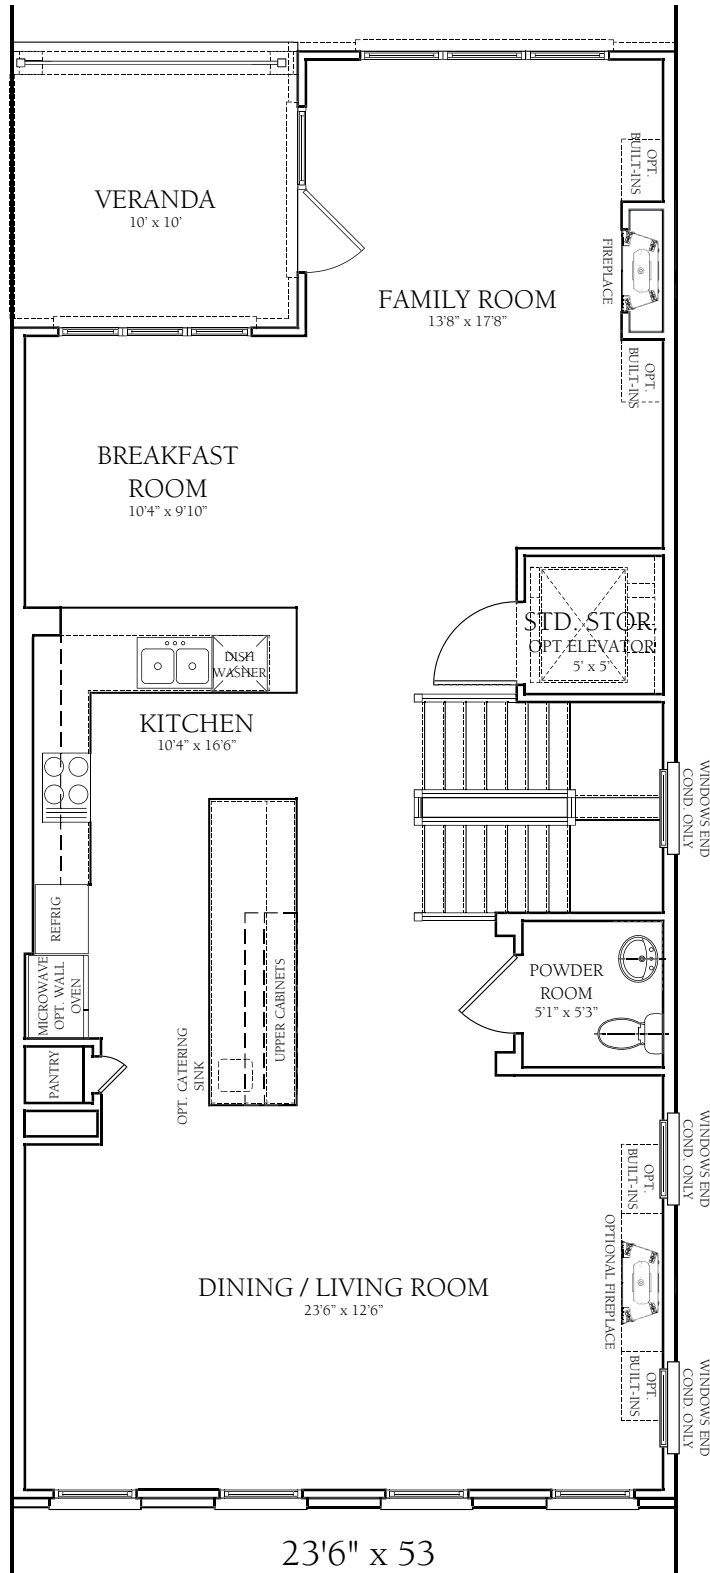 OPT.
BUILT-INS
VERANDA
10' x 10'
FIREPLACE
FAMILY ROOM
13'8" x 17'8"
OPT.
BUILT-INS
BREAKFAST
ROOM
10'4" x 9'10"
STD. STOR.
OPT ELEVATOR
5' x 5"
DISH
WASHER
KITCHEN
10'4" x 16'6"
WINDOWS END
COND. ONLY
REFRIG
MICROWAVE
OPT. WALL
OVEN
UPPER CABINETS
POWDER
ROOM
5'1" x 5'3"
PANTRY
OPT. CATERING
SINK
WINDOWS END
COND. ONLY
OPT.
BUILT-INS
OPTIONAL FIREPLACE
DINING / LIVING ROOM
23'6" x 12'6"
OPT.
BUILT-INS
WINDOWS END
COND. ONLY
23'6" x 53